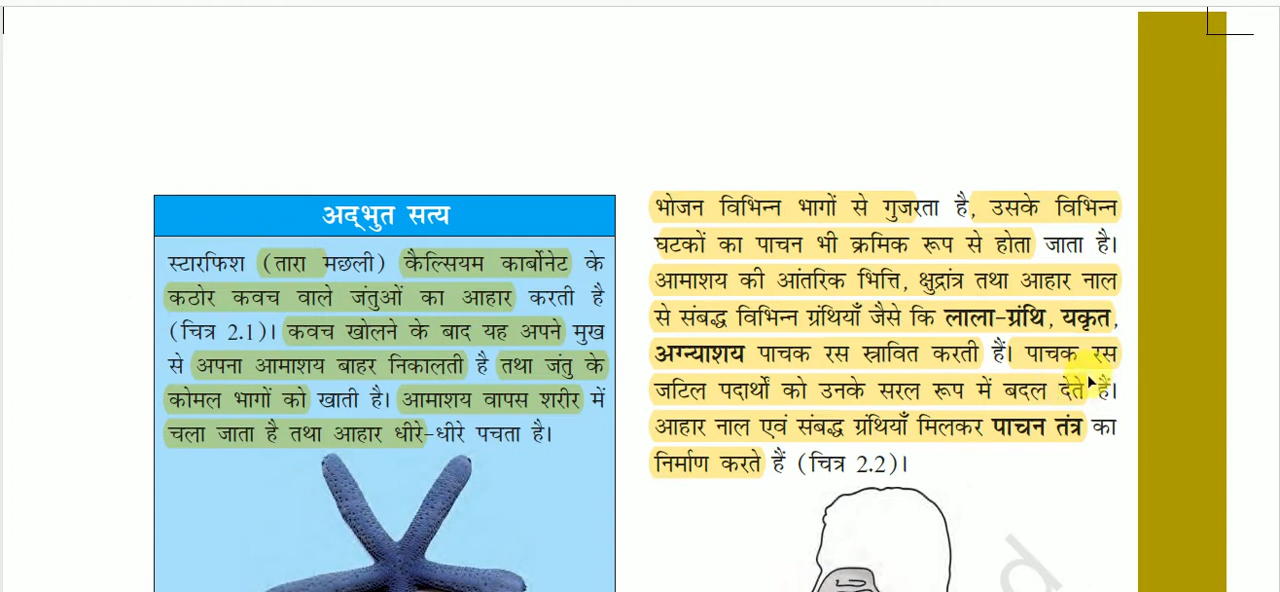 अद्भुत सत्य
स्टारफिश (तारा मछली) कैल्सियम कार्बोनेट के
कठोर कवच वाले जंतुओं का आहार करती है
(चित्र 2.1)। कवच खोलने के बाद यह अपने मुख
से अपना आमाशय बाहर निकालती है तथा जंतु के
कोमल भागों को खाती है। आमाशय वापस शरीर में
चला जाता है तथा आहार धीरे-धीरे पचता है।
भोजन विभिन्न भागों से गुजरता है, उसके विभिन्न
घटकों का पाचन भी क्रमिक रूप से होता जाता है।
आमाशय की आंतरिक भित्ति, क्षुद्रांत्र तथा आहार नाल
से संबद्ध विभिन्न ग्रंथियाँ जैसे कि लाला-ग्रंथि, यकृत,
अग्न्याशय पाचक रस स्रावित करती हैं। पाचक रस
जटिल पदार्थों को उनके सरल रूप में बदल देते हैं।
आहार नाल एवं संबद्ध ग्रंथियाँ मिलकर पाचन तंत्र का
निर्माण करते हैं (चित्र 2.2)।